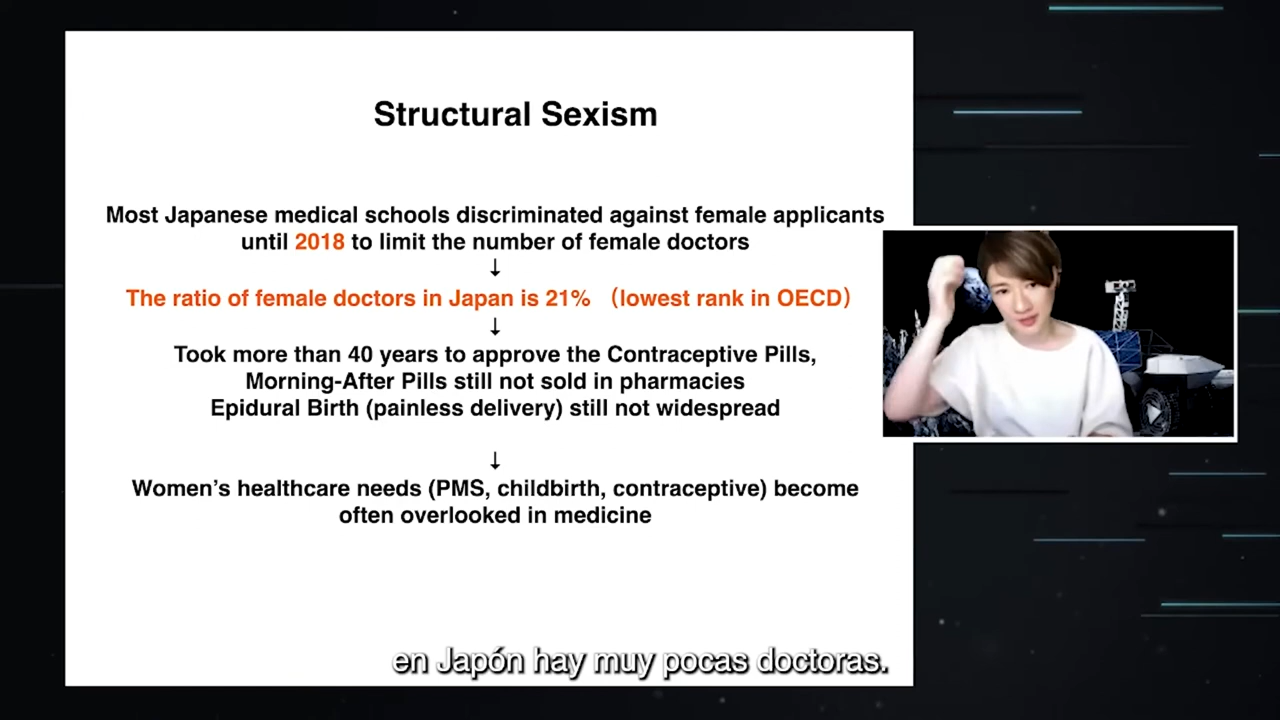 Structural Sexism
Most Japanese medical schools discriminated against female applicants
until 2018 to limit the number of female doctors
↓
The ratio of female doctors in Japan is 21% （lowest rank in OECD）
↓
Took more than 40 years to approve the Contraceptive Pills,
Morning-After Pills still not sold in pharmacies
Epidural Birth (painless delivery) still not widespread
↓
Women’s healthcare needs (PMS, childbirth, contraceptive) become
often overlooked in medicine
en Japón hay muy pocas doctoras.